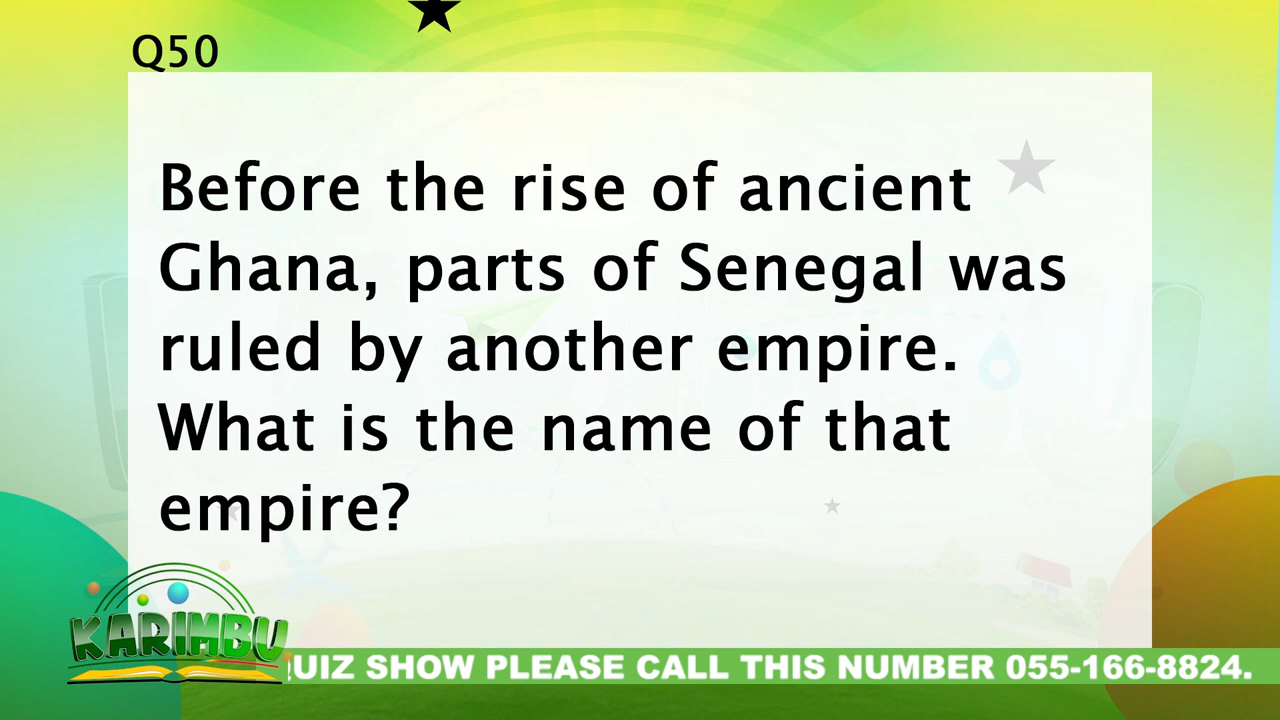 Q50
Before the rise of ancient
Ghana, parts of Senegal was
ruled by another empire.
What is the name of that
empire?
KARIMBU
UIZ SHOW PLEASE CALL THIS NUMBER 055-166-8824.